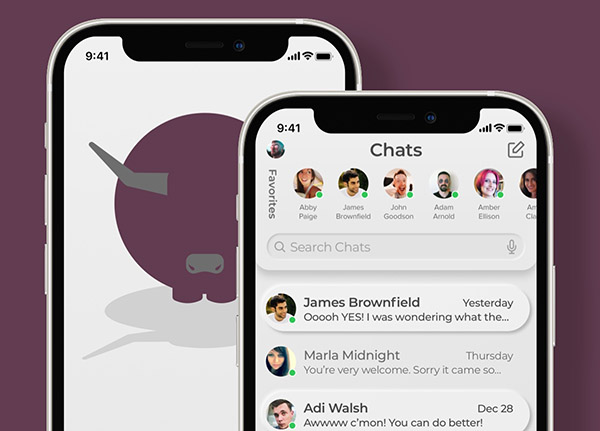 9:41
9:41
Chats
Favorites
Abby
Paige
James
Brownfield
John
Goodson
Adam
Arnold
Amber
Ellison
Search Chats
James Brownfield
Yesterday
Ooooh YES! I was wondering what the...
Marla Midnight
Thursday
You're very welcome. Sorry it came so...
Adi Walsh
Dec 28
Awwww c'mon! You can do better!